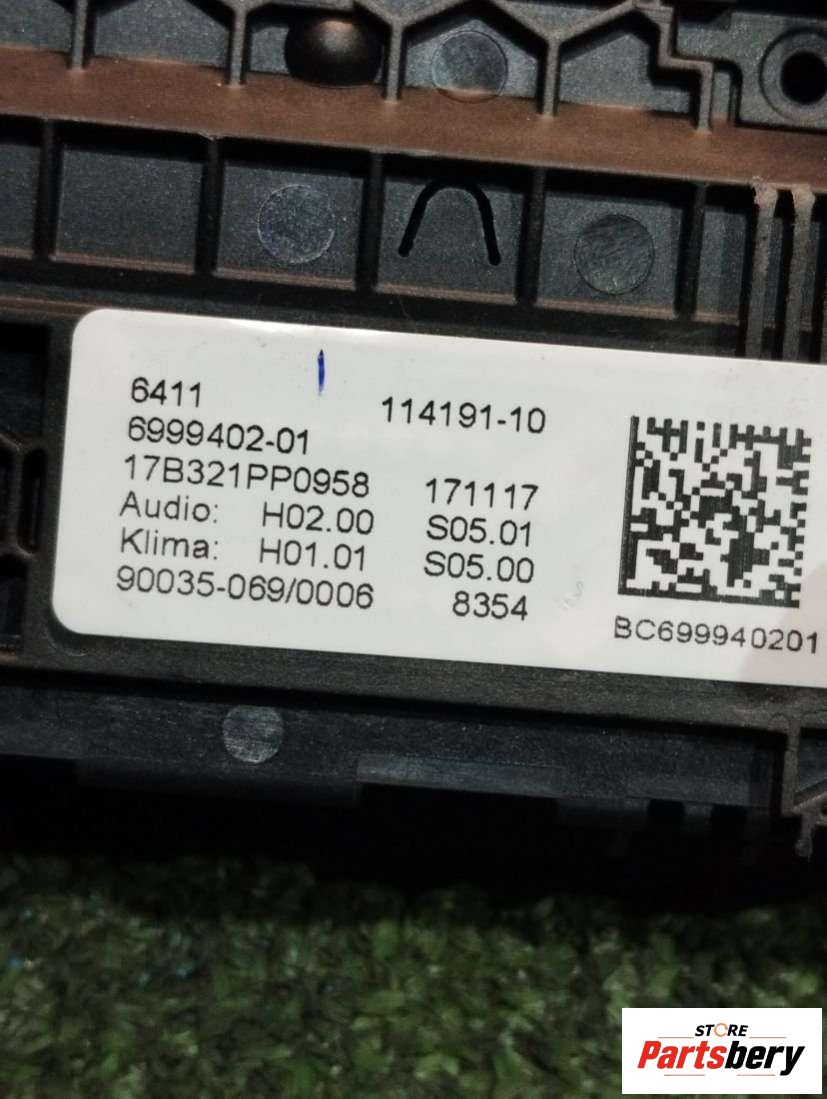 6411
114191-10
6999402-01
17B321PP0958 171117
Audio: H02.00 S05.01
Klima: H01.01 S05.00
90035-069/0006 8354
BC699940201
STORE
Partsbery